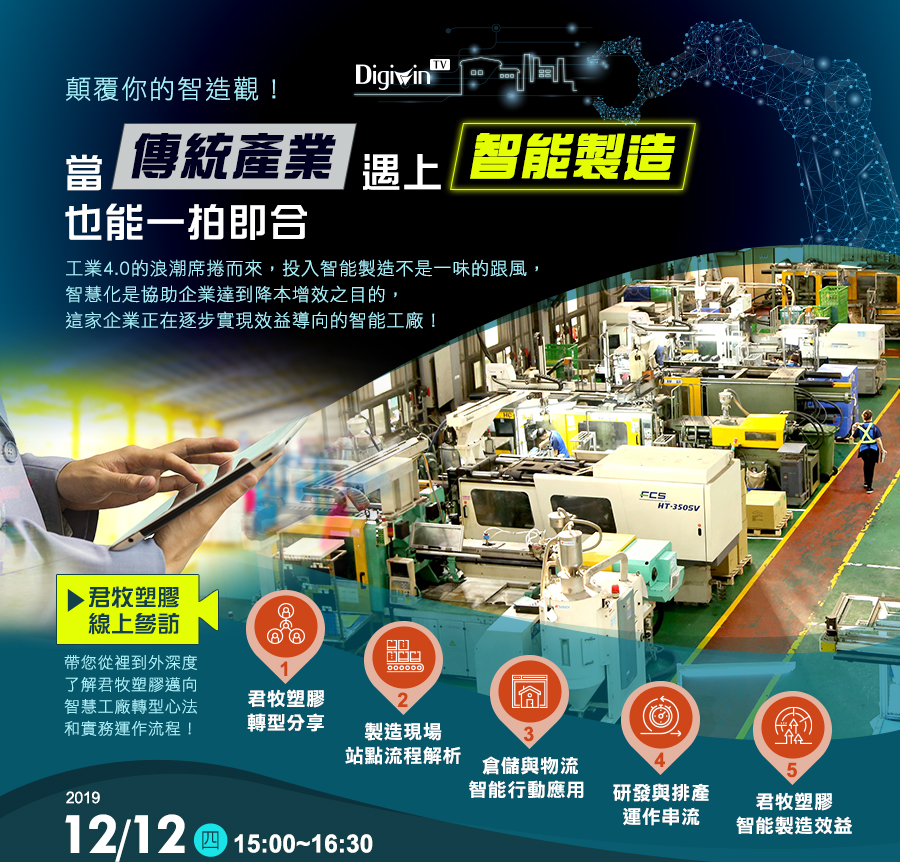 顛覆你的智造觀！
Digiwin TV
當 傳統產業 遇上 智能製造
也能一拍即合
工業4.0的浪潮席捲而來，投入智能製造不是一味的跟風，
智慧化是協助企業達到降本增效之目的，
這家企業正在逐步實現效益導向的智能工廠！
FCS
HT-350SV
君牧塑膠
線上參訪
帶您從裡到外深度
了解君牧塑膠邁向
智慧工廠轉型心法
和實務運作流程！
1
君牧塑膠
轉型分享
2
製造現場
站點流程解析
3
倉儲與物流
智能行動應用
4
研發與排產
運作串流
5
君牧塑膠
智能製造效益
2019
12/12 四 15:00~16:30